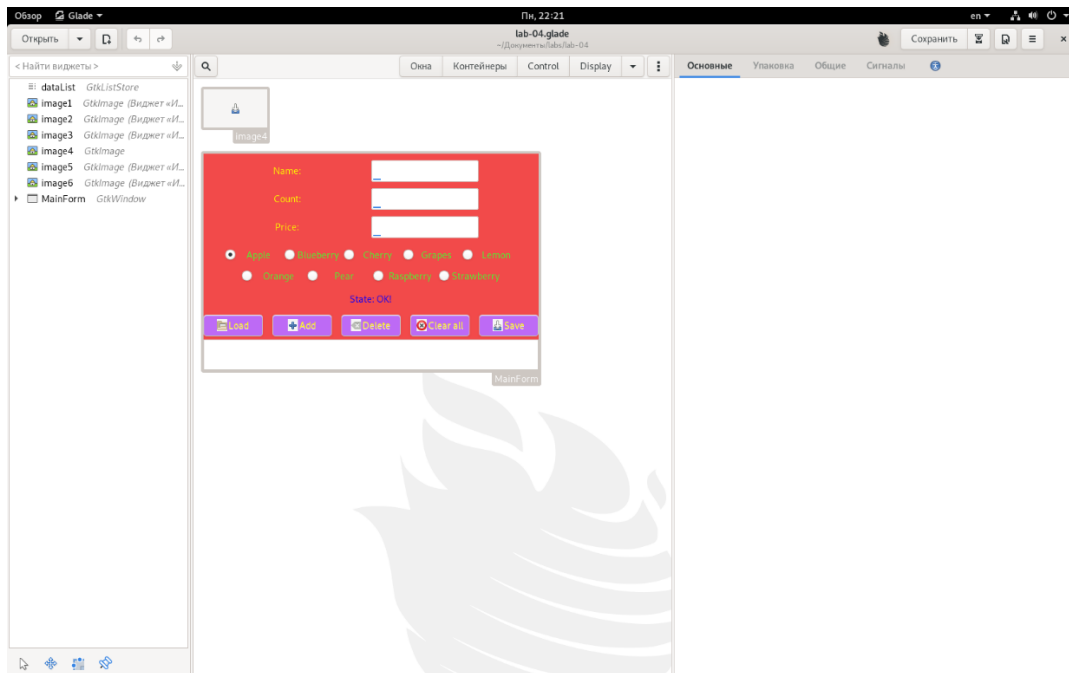 Обзор Glade Пн, 22:21 en
Открыть lab-04.glade Сохранить
~/Документы/labs/lab-04
< Найти виджеты > Окна Контейнеры Control Display Основные Упаковка Общие Сигналы
dataList GtkListStore
image1 GtkImage (Виджет «И...
image2 GtkImage (Виджет «И...
image3 GtkImage (Виджет «И...
image4 GtkImage
image5 GtkImage (Виджет «И...
image6 GtkImage (Виджет «И...
MainForm GtkWindow
image4
Name:
Count:
Price:
Apple Blueberry Cherry Grapes Lemon
Orange Pear Raspberry Strawberry
State: OK!
Load Add Delete Clear all Save
MainForm